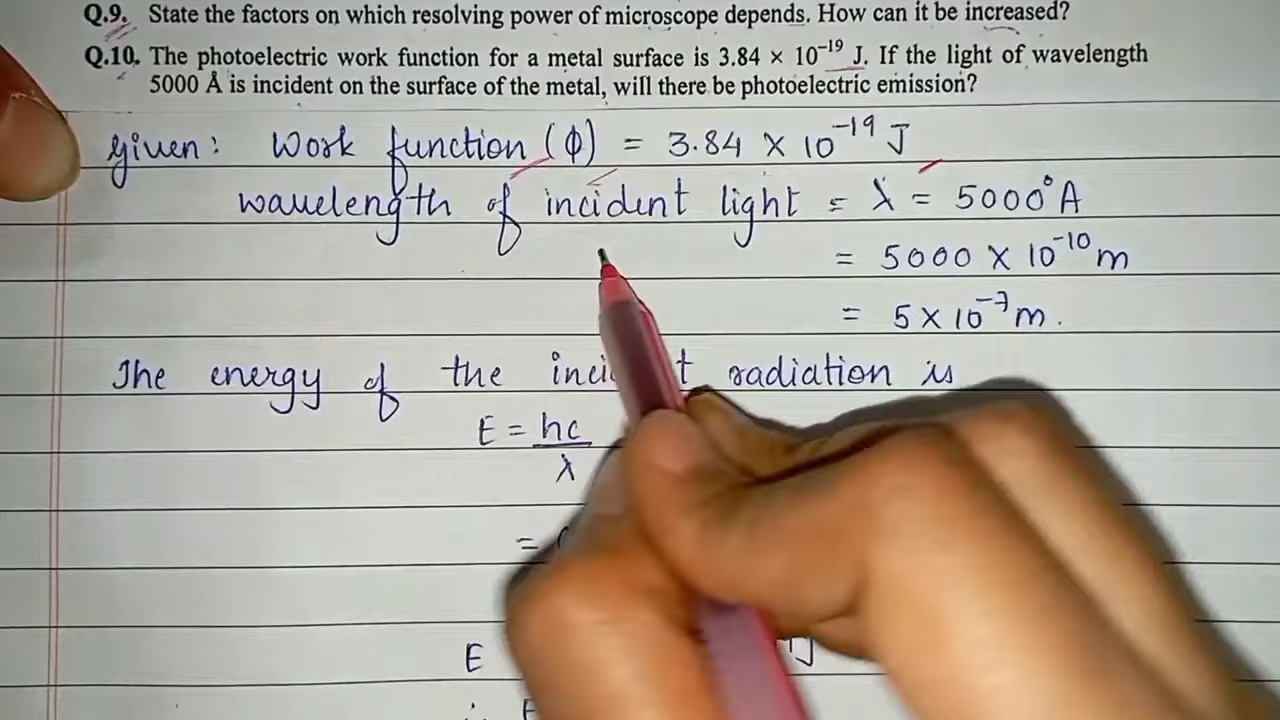 Q.9. State the factors on which resolving power of microscope depends. How can it be increased?
Q.10. The photoelectric work function for a metal surface is 3.84 × 10⁻¹⁹ J. If the light of wavelength
5000 Å is incident on the surface of the metal, will there be photoelectric emission?
Given: Work function (ϕ) = 3.84 × 10⁻¹⁹ J
wavelength of incident light = λ = 5000°A
= 5000 × 10⁻¹⁰ m
= 5 × 10⁻⁷ m.
The energy of the radiation is
E = hc
λ
=
E J